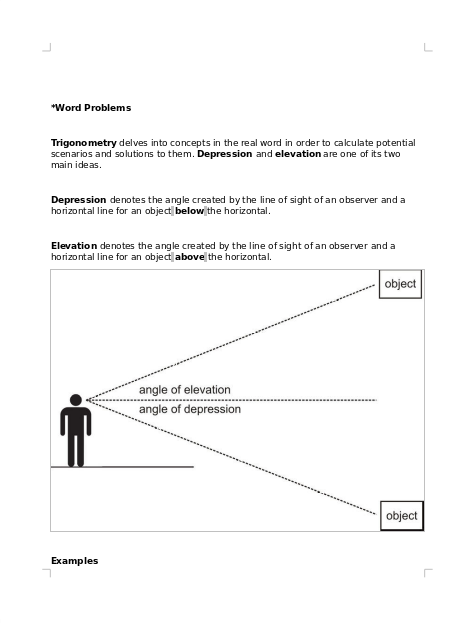 *Word Problems
Trigonometry delves into concepts in the real word in order to calculate potential
scenarios and solutions to them. Depression and elevation are one of its two
main ideas.
Depression denotes the angle created by the line of sight of an observer and a
horizontal line for an object below the horizontal.
Elevation denotes the angle created by the line of sight of an observer and a
horizontal line for an object above the horizontal.
object
angle of elevation
angle of depression
object
Examples